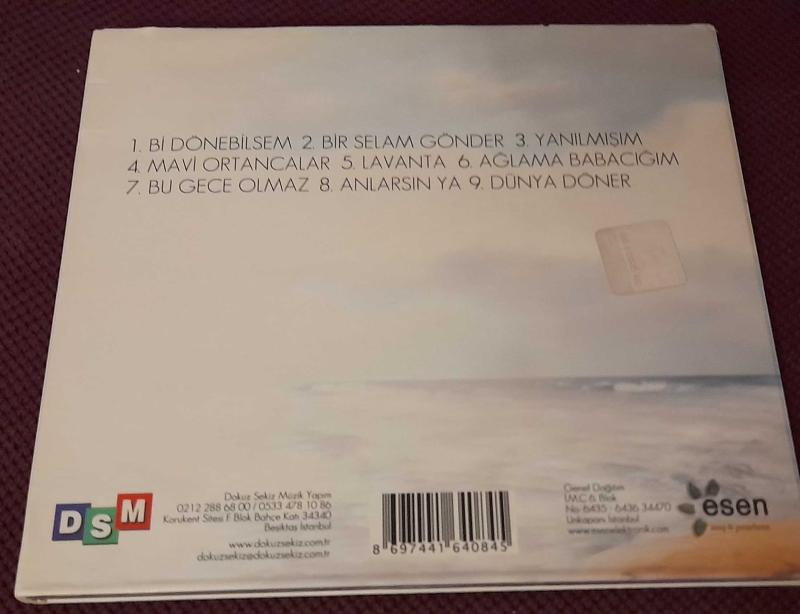 1. Bİ DÖNEBİLSEM 2. BİR SELAM GÖNDER 3. YANILMIŞIM
4. MAVİ ORTANCALAR 5. LAVANTA 6. AĞLAMA BABACIĞIM
7. BU GECE OLMAZ 8. ANLARSIN YA 9. DÜNYA DÖNER
DSM
Dokuz Sekiz Müzik Yapım
0212 288 68 00 / 0533 478 10 86
Korukent Sitesi F Blok Bahçe Katı 34340
Beşiktaş İstanbul
www.dokuzsekiz.com.tr
dokuzsekiz@dokuzsekiz.com.tr
8 697441 640845
Genel Dağıtım
İ.M.C 6. Blok
No: 6435 - 6436 34470
Unkapanı İstanbul
www.esenelektronik.com
esen